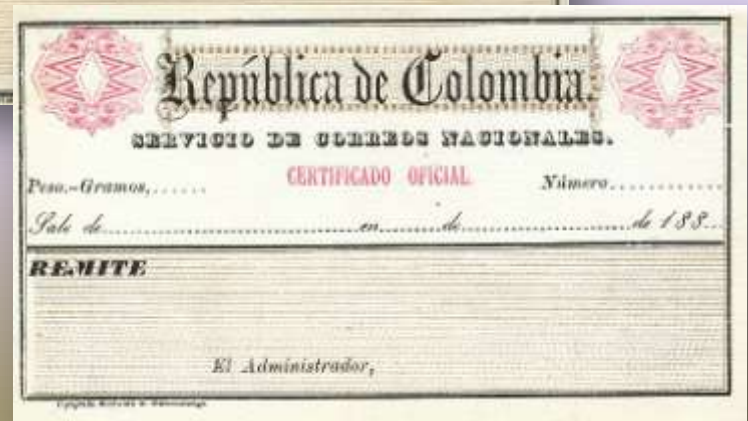 República de Colombia.
SERVICIO DE CORREOS NACIONALES.
CERTIFICADO OFICIAL
Peso.-Gramos,...... Número............
Sale de........................................en..........de............................de 188...
REMITE
El Administrador,